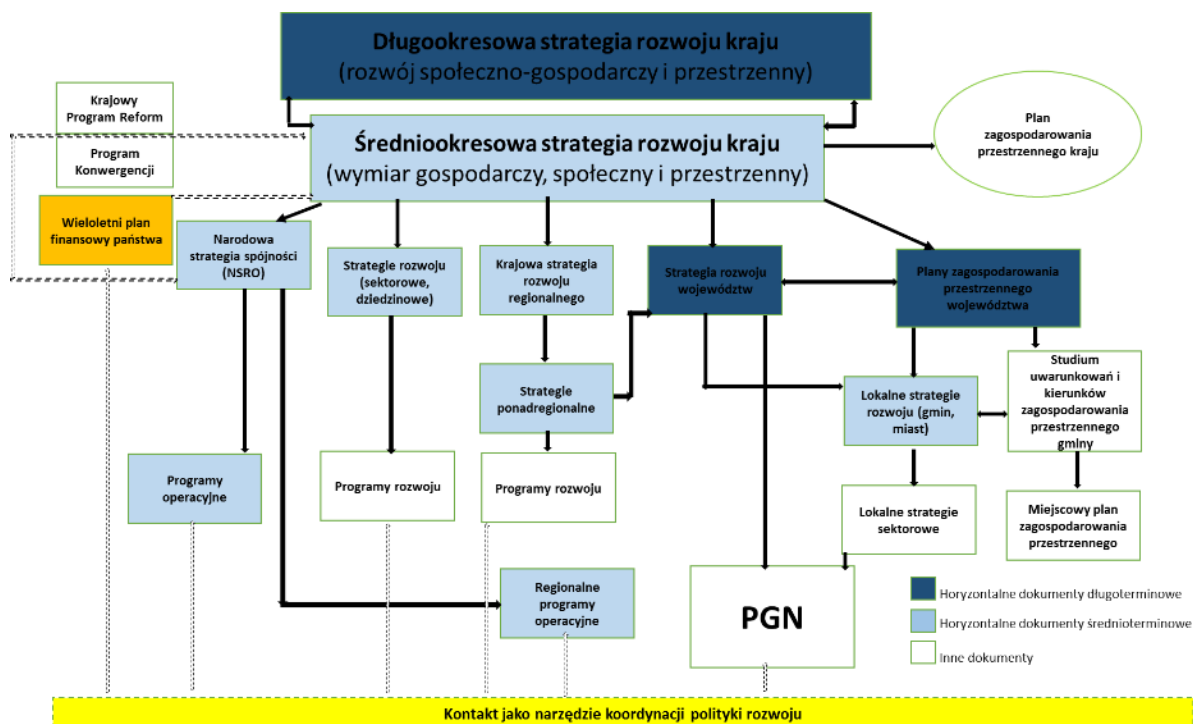 Długookresowa strategia rozwoju kraju
(rozwój społeczno-gospodarczy i przestrzenny)
Krajowy
Program Reform
Program
Konwergencji
Wieloletni plan
finansowy państwa
Średniookresowa strategia rozwoju kraju
(wymiar gospodarczy, społeczny i przestrzenny)
Plan
zagospodarowania
przestrzennego kraju
Narodowa
strategia spójności
(NSRO)
Strategie rozwoju
(sektorowe,
dziedzinowe)
Krajowa strategia
rozwoju
regionalnego
Strategia rozwoju
województw
Plany zagospodarowania
przestrzennego
województwa
Strategie
ponadregionalne
Lokalne strategie
rozwoju (gmin,
miast)
Studium
uwarunkowań i
kierunków
zagospodarowania
przestrzennego
gminy
Programy
operacyjne
Programy rozwoju
Programy rozwoju
Lokalne strategie
sektorowe
Miejscowy plan
zagospodarowania
przestrzennego
Regionalne
programy
operacyjne
PGN
Horyzontalne dokumenty długoterminowe
Horyzontalne dokumenty średnioterminowe
Inne dokumenty
Kontakt jako narzędzie koordynacji polityki rozwoju